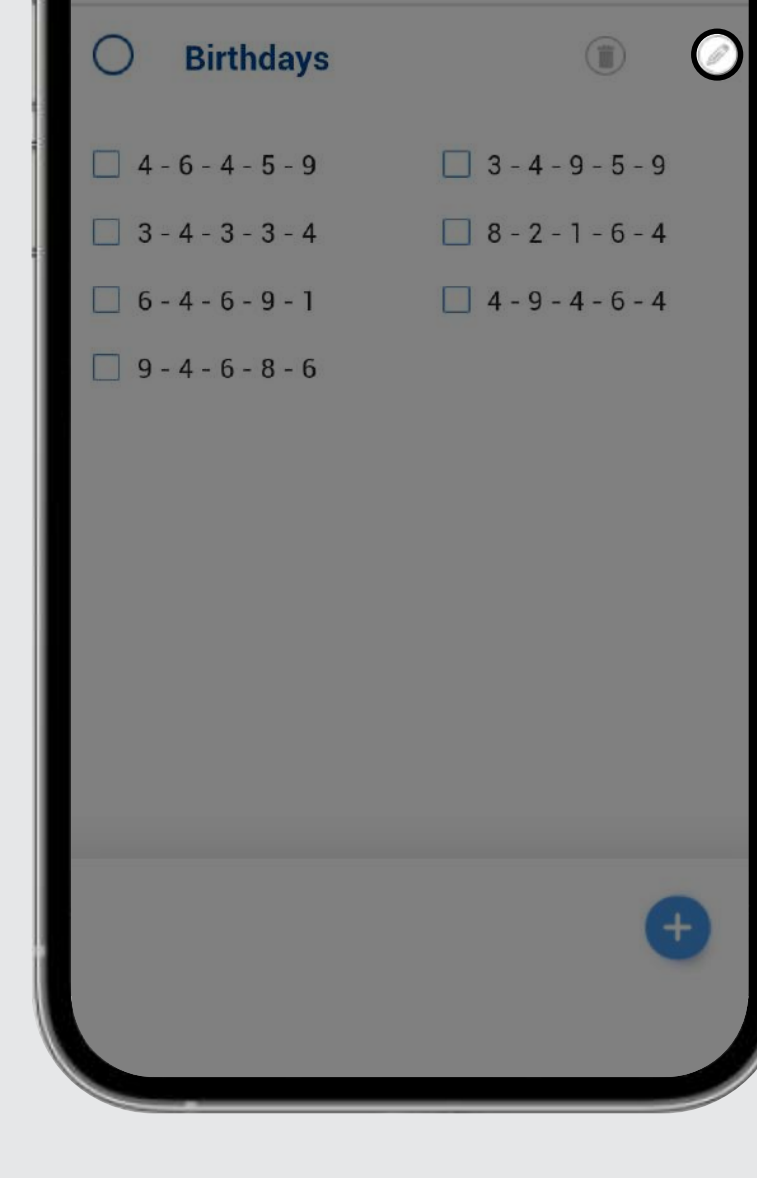 Birthdays
4 - 6 - 4 - 5 - 9
3 - 4 - 9 - 5 - 9
3 - 4 - 3 - 3 - 4
8 - 2 - 1 - 6 - 4
6 - 4 - 6 - 9 - 1
4 - 9 - 4 - 6 - 4
9 - 4 - 6 - 8 - 6